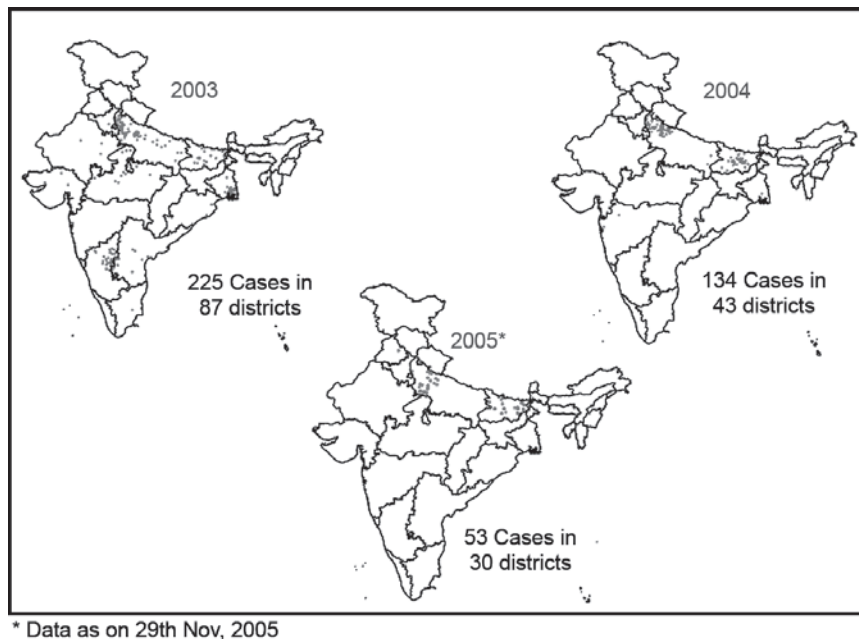 2003
2004
225 Cases in
87 districts
134 Cases in
43 districts
2005*
53 Cases in
30 districts
* Data as on 29th Nov, 2005